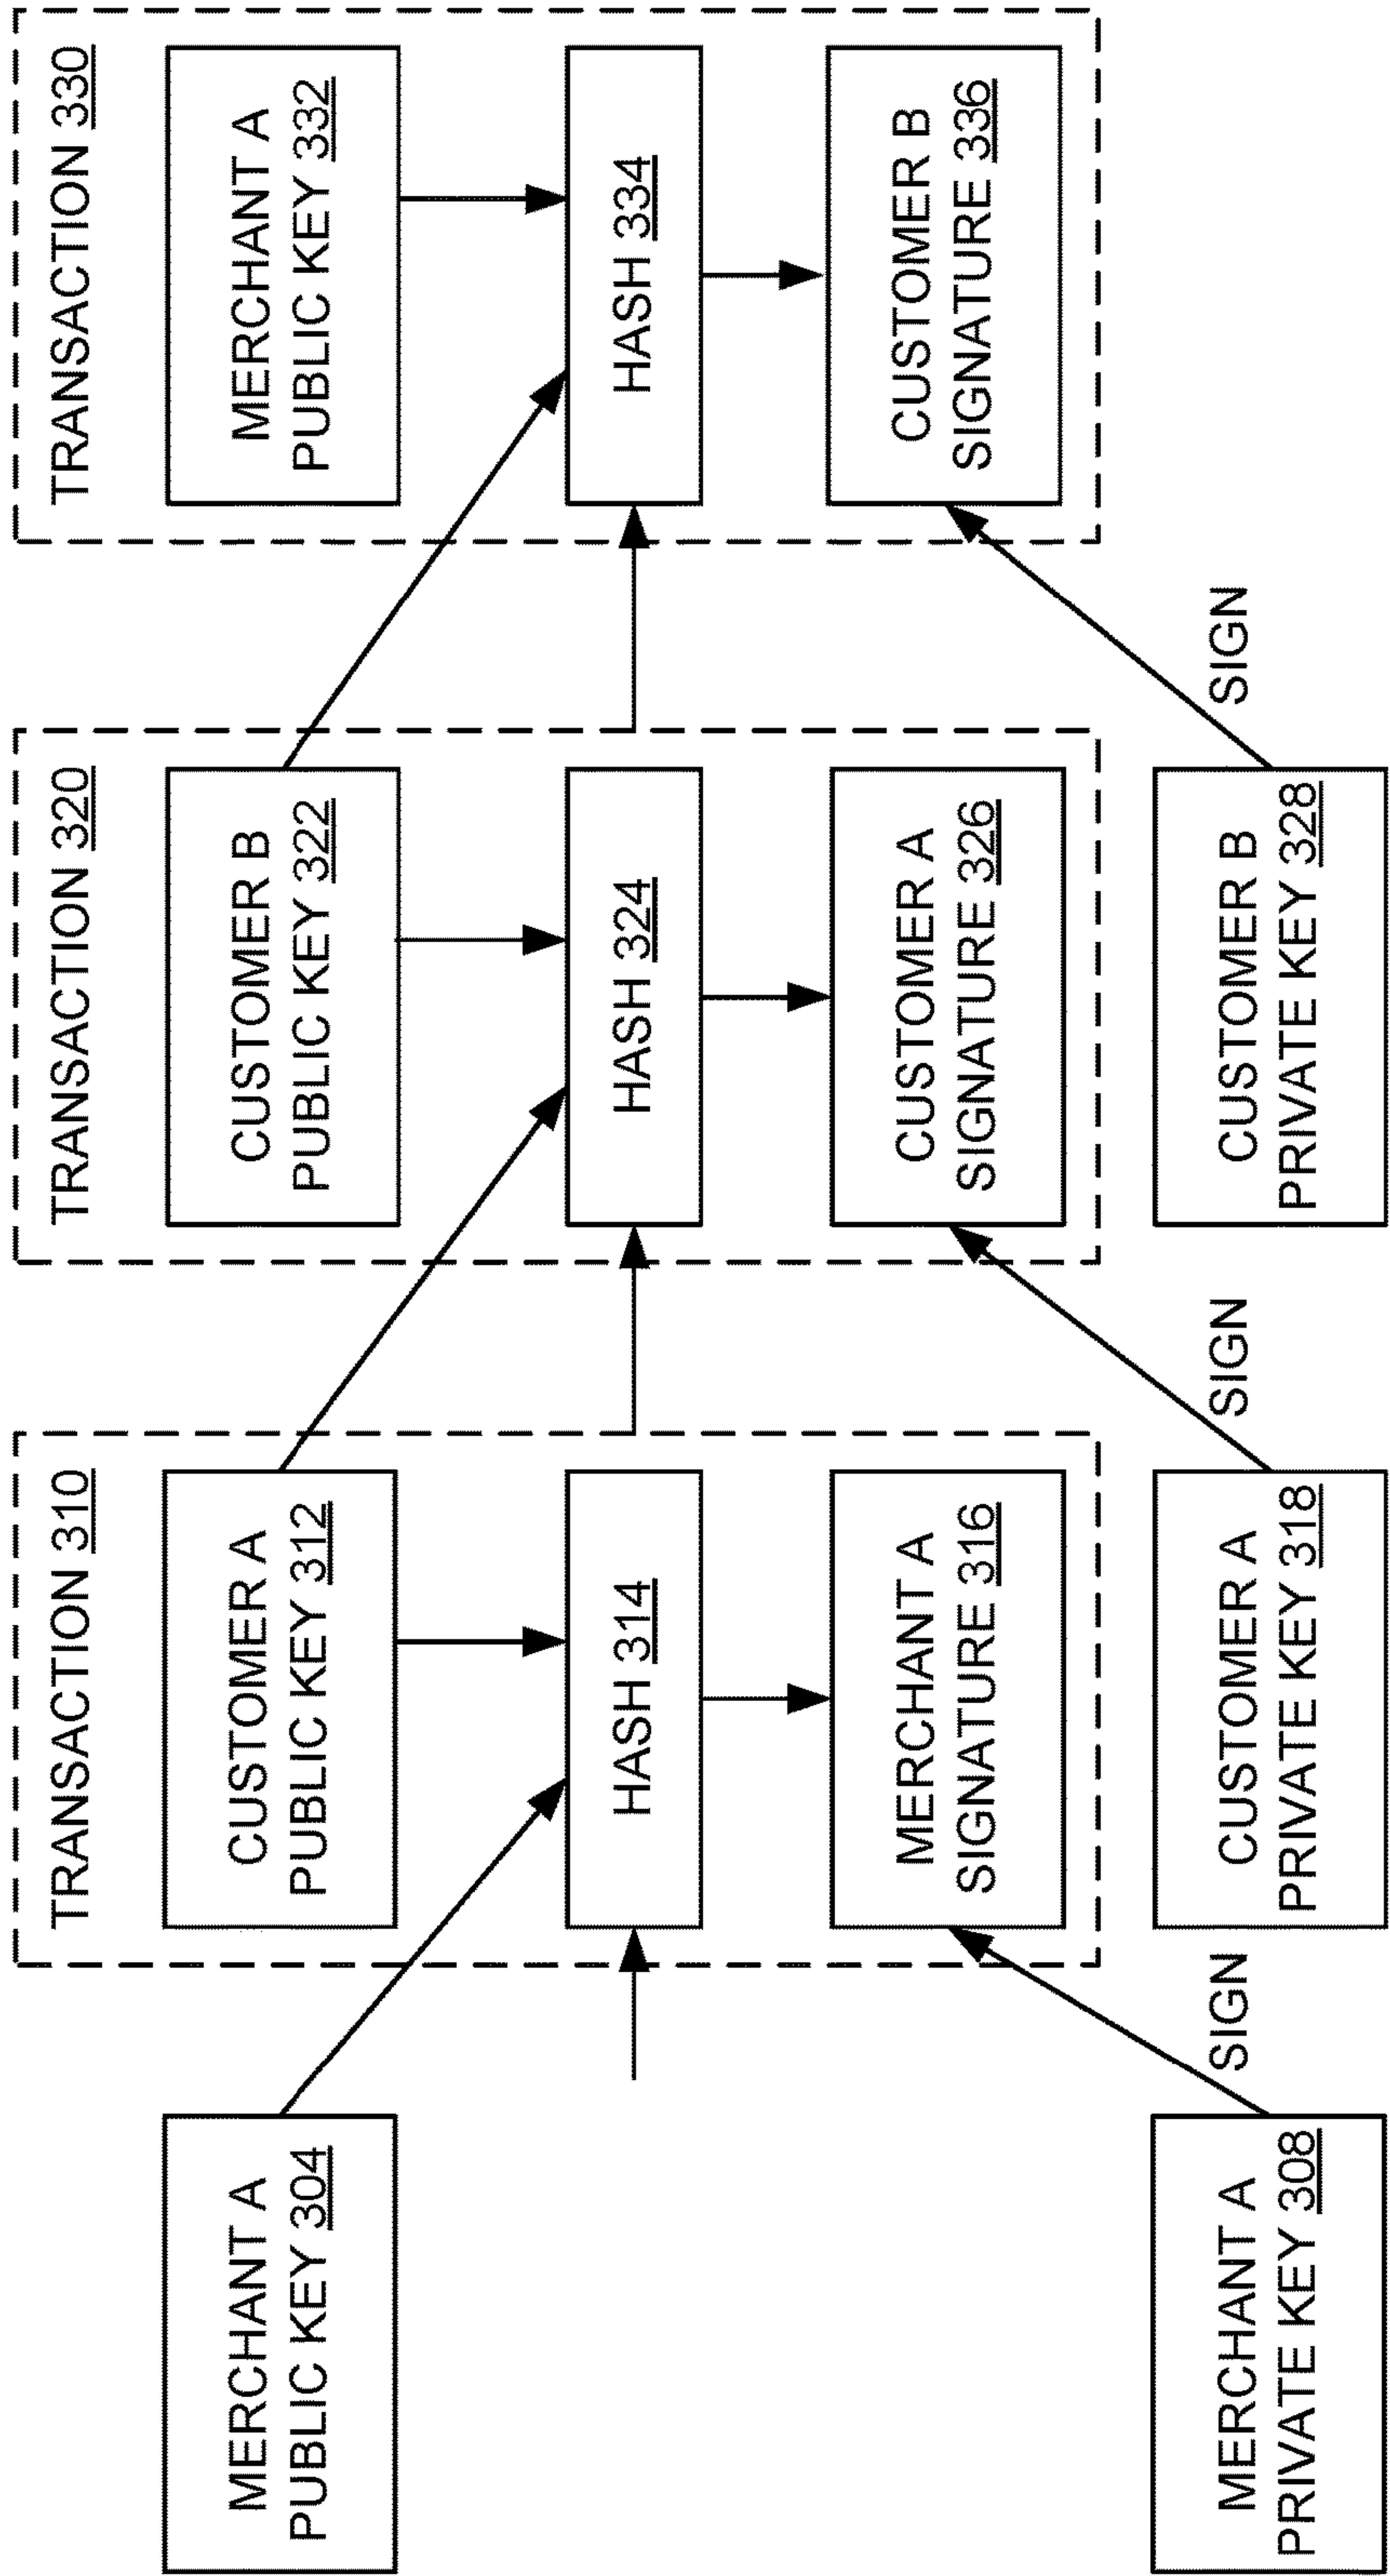 MERCHANT A
PUBLIC KEY 304
MERCHANT A
PRIVATE KEY 308
SIGN
TRANSACTION 310
CUSTOMER A
PUBLIC KEY 312
HASH 314
MERCHANT A
SIGNATURE 316
CUSTOMER A
PRIVATE KEY 318
SIGN
TRANSACTION 320
CUSTOMER B
PUBLIC KEY 322
HASH 324
CUSTOMER A
SIGNATURE 326
CUSTOMER B
PRIVATE KEY 328
SIGN
TRANSACTION 330
MERCHANT A
PUBLIC KEY 332
HASH 334
CUSTOMER B
SIGNATURE 336